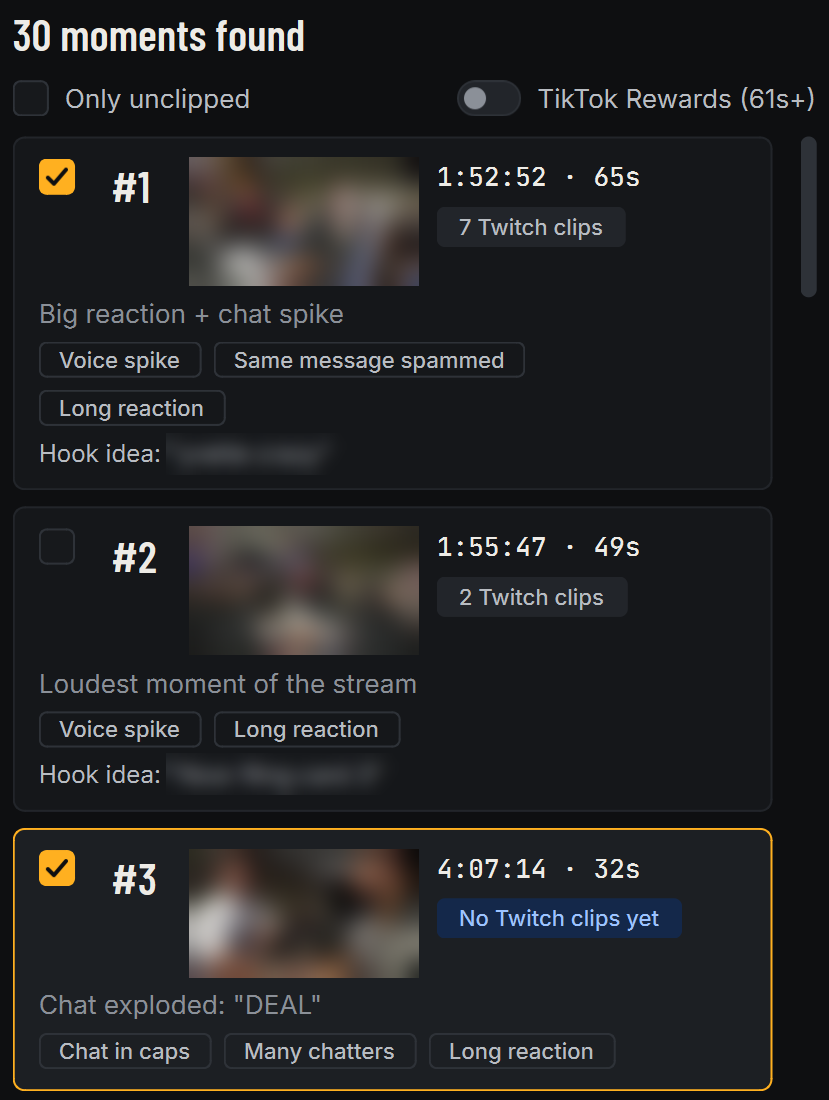 30 moments found
Only unclipped
TikTok Rewards (61s+)
#1
1:52:52 · 65s
7 Twitch clips
Big reaction + chat spike
Voice spike
Same message spammed
Long reaction
Hook idea:
#2
1:55:47 · 49s
2 Twitch clips
Loudest moment of the stream
Voice spike
Long reaction
Hook idea:
#3
4:07:14 · 32s
No Twitch clips yet
Chat exploded: "DEAL"
Chat in caps
Many chatters
Long reaction